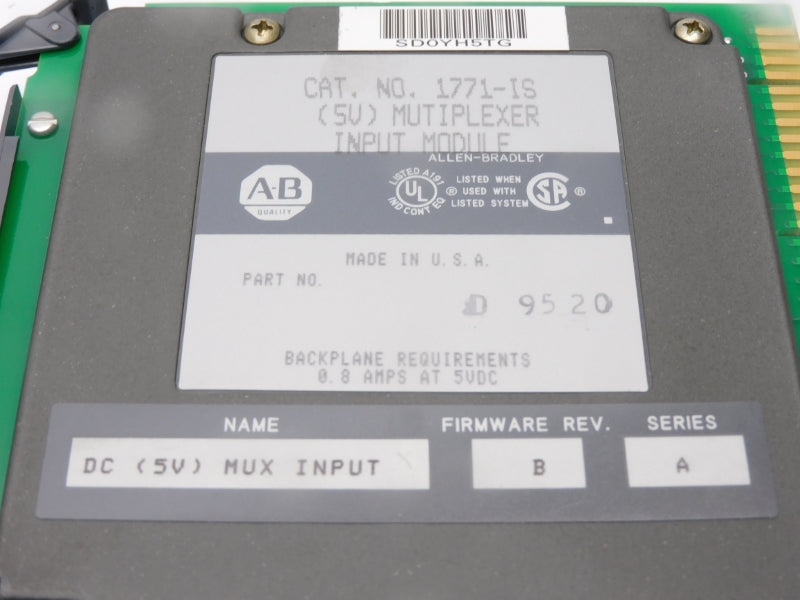 SD0YH5TG
CAT. NO. 1771-IS
(5V) MUTIPLEXER
INPUT MODULE
ALLEN-BRADLEY
A-B
QUALITY
LISTED A191
UL
IND CONT EQ
®
LISTED WHEN
USED WITH
LISTED SYSTEM
SA ®
MADE IN U.S.A.
PART NO.
D 9520
BACKPLANE REQUIREMENTS
0.8 AMPS AT 5VDC
NAME
FIRMWARE REV.
SERIES
DC (5V) MUX INPUT
B
A